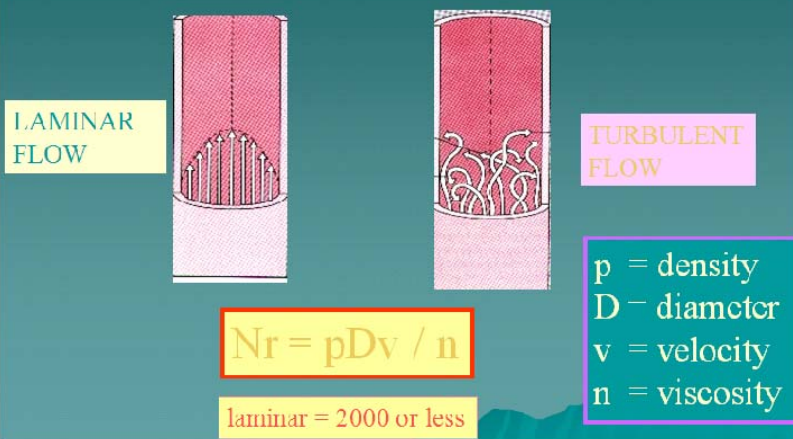 LAMINAR
FLOW
TURBULENT
FLOW
p = density
D = diameter
v = velocity
n = viscosity
Nr = pDv / n
laminar = 2000 or less